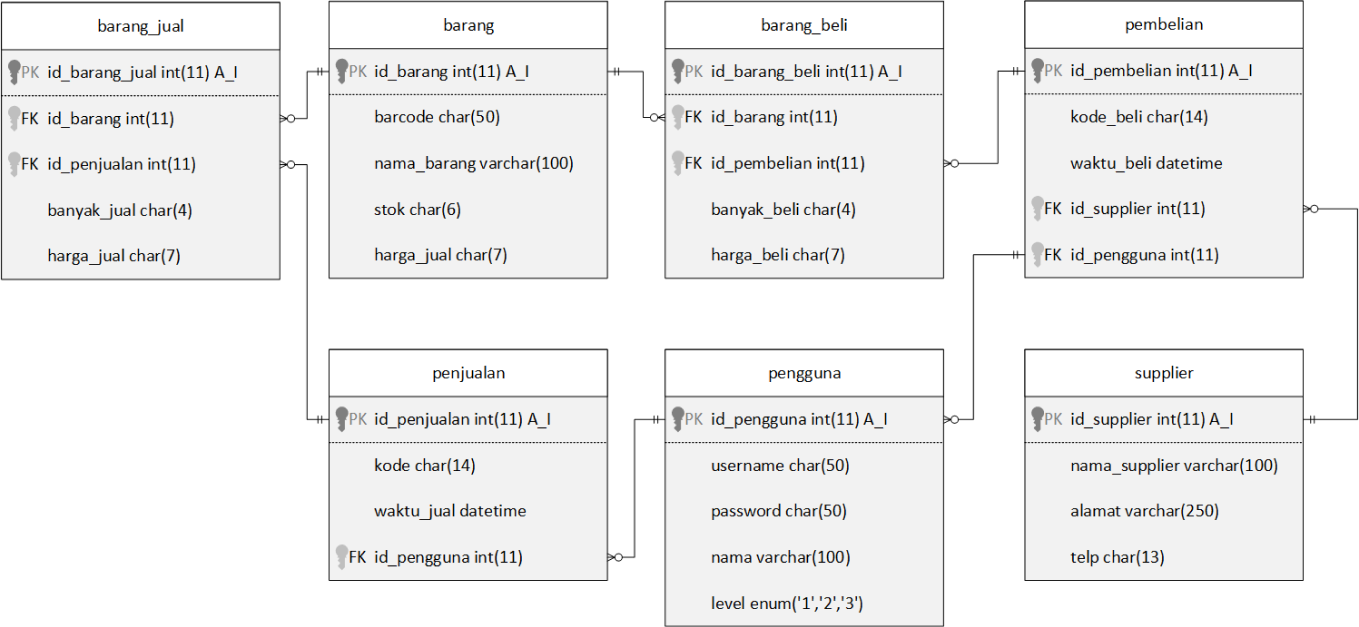 barang_jual
PK id_barang_jual int(11) A_I
FK id_barang int(11)
FK id_penjualan int(11)
banyak_jual char(4)
harga_jual char(7)
barang
PK id_barang int(11) A_I
barcode char(50)
nama_barang varchar(100)
stok char(6)
harga_jual char(7)
barang_beli
PK id_barang_beli int(11) A_I
FK id_barang int(11)
FK id_pembelian int(11)
banyak_beli char(4)
harga_beli char(7)
pembelian
PK id_pembelian int(11) A_I
kode_beli char(14)
waktu_beli datetime
FK id_supplier int(11)
FK id_pengguna int(11)
penjualan
PK id_penjualan int(11) A_I
kode char(14)
waktu_jual datetime
FK id_pengguna int(11)
pengguna
PK id_pengguna int(11) A_I
username char(50)
password char(50)
nama varchar(100)
level enum('1','2','3')
supplier
PK id_supplier int(11) A_I
nama_supplier varchar(100)
alamat varchar(250)
telp char(13)